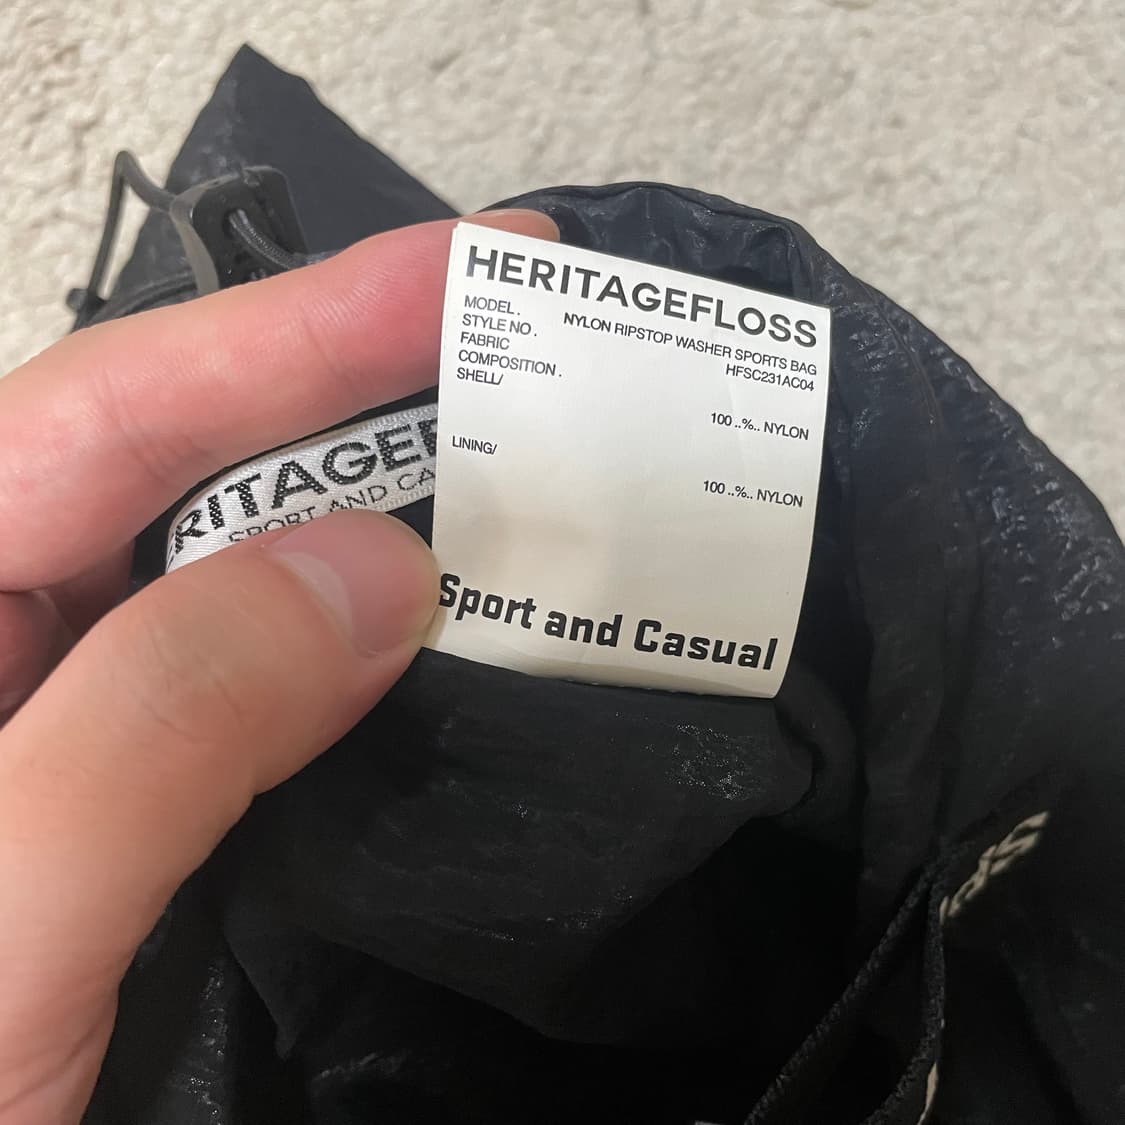 HERITAGEFLOSS
MODEL. NYLON RIPSTOP WASHER SPORTS BAG
STYLE NO. HFSC231AC04
FABRIC
COMPOSITION.
SHELL/
100 ..%.. NYLON
LINING/
100 ..%.. NYLON
Sport and Casual
RITAGEF
SPORT AND CA